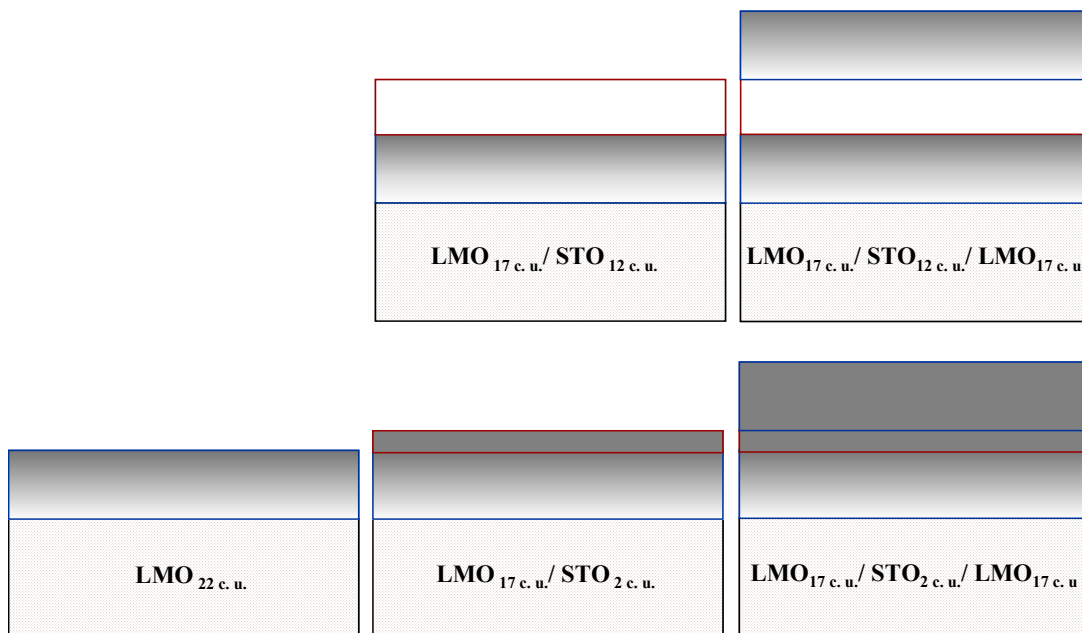 LMO 17 c. u./ STO 12 c. u.
LMO17 c. u./ STO12 c. u./ LMO17 c. u
LMO 22 c. u.
LMO 17 c. u./ STO 2 c. u.
LMO17 c. u./ STO2 c. u./ LMO17 c. u